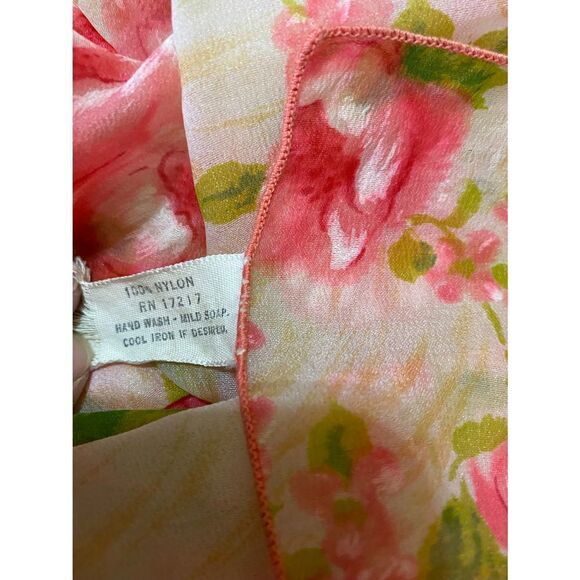 100% NYLON
RN 17217
HAND WASH - MILD SOAP.
COOL IRON IF DESIRED.